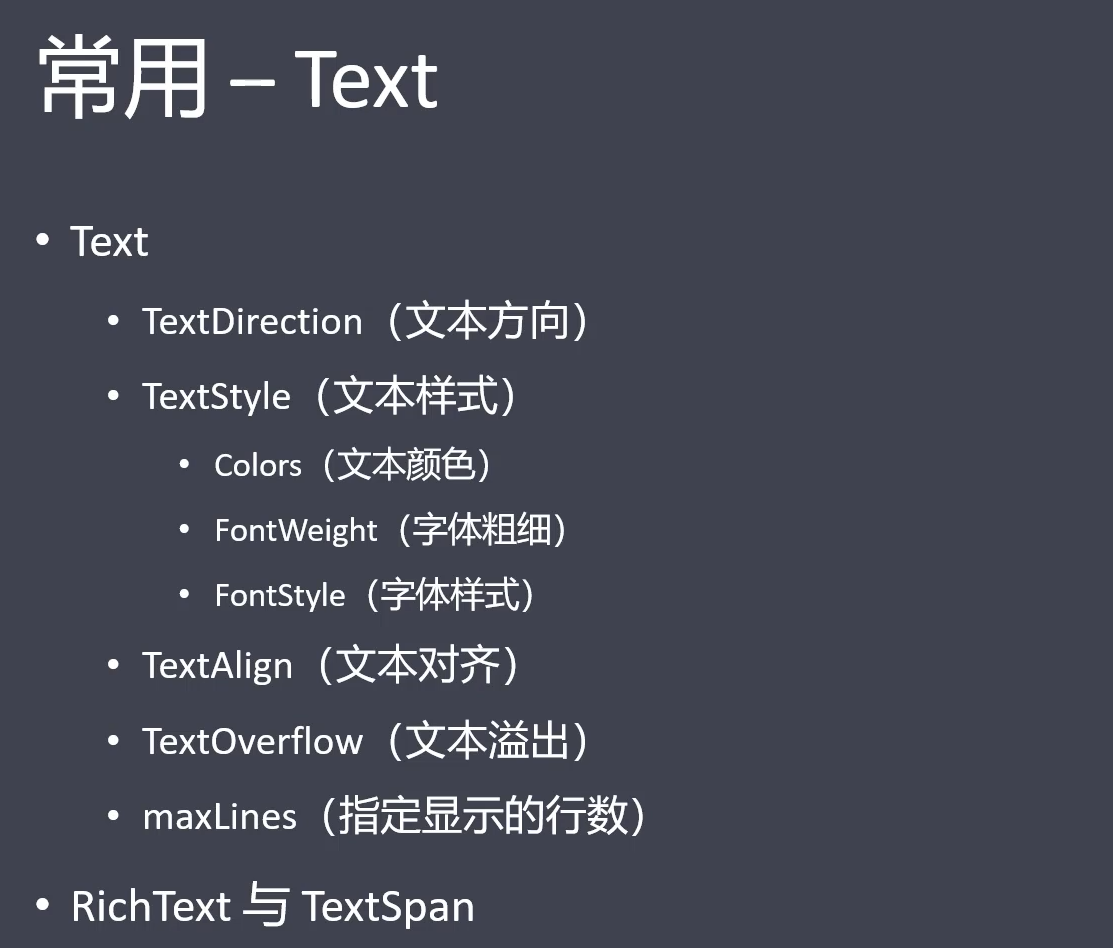 常用 – Text
• Text
• TextDirection（文本方向）
• TextStyle（文本样式）
• Colors（文本颜色）
• FontWeight（字体粗细）
• FontStyle（字体样式）
• TextAlign（文本对齐）
• TextOverflow（文本溢出）
• maxLines（指定显示的行数）
• RichText 与 TextSpan